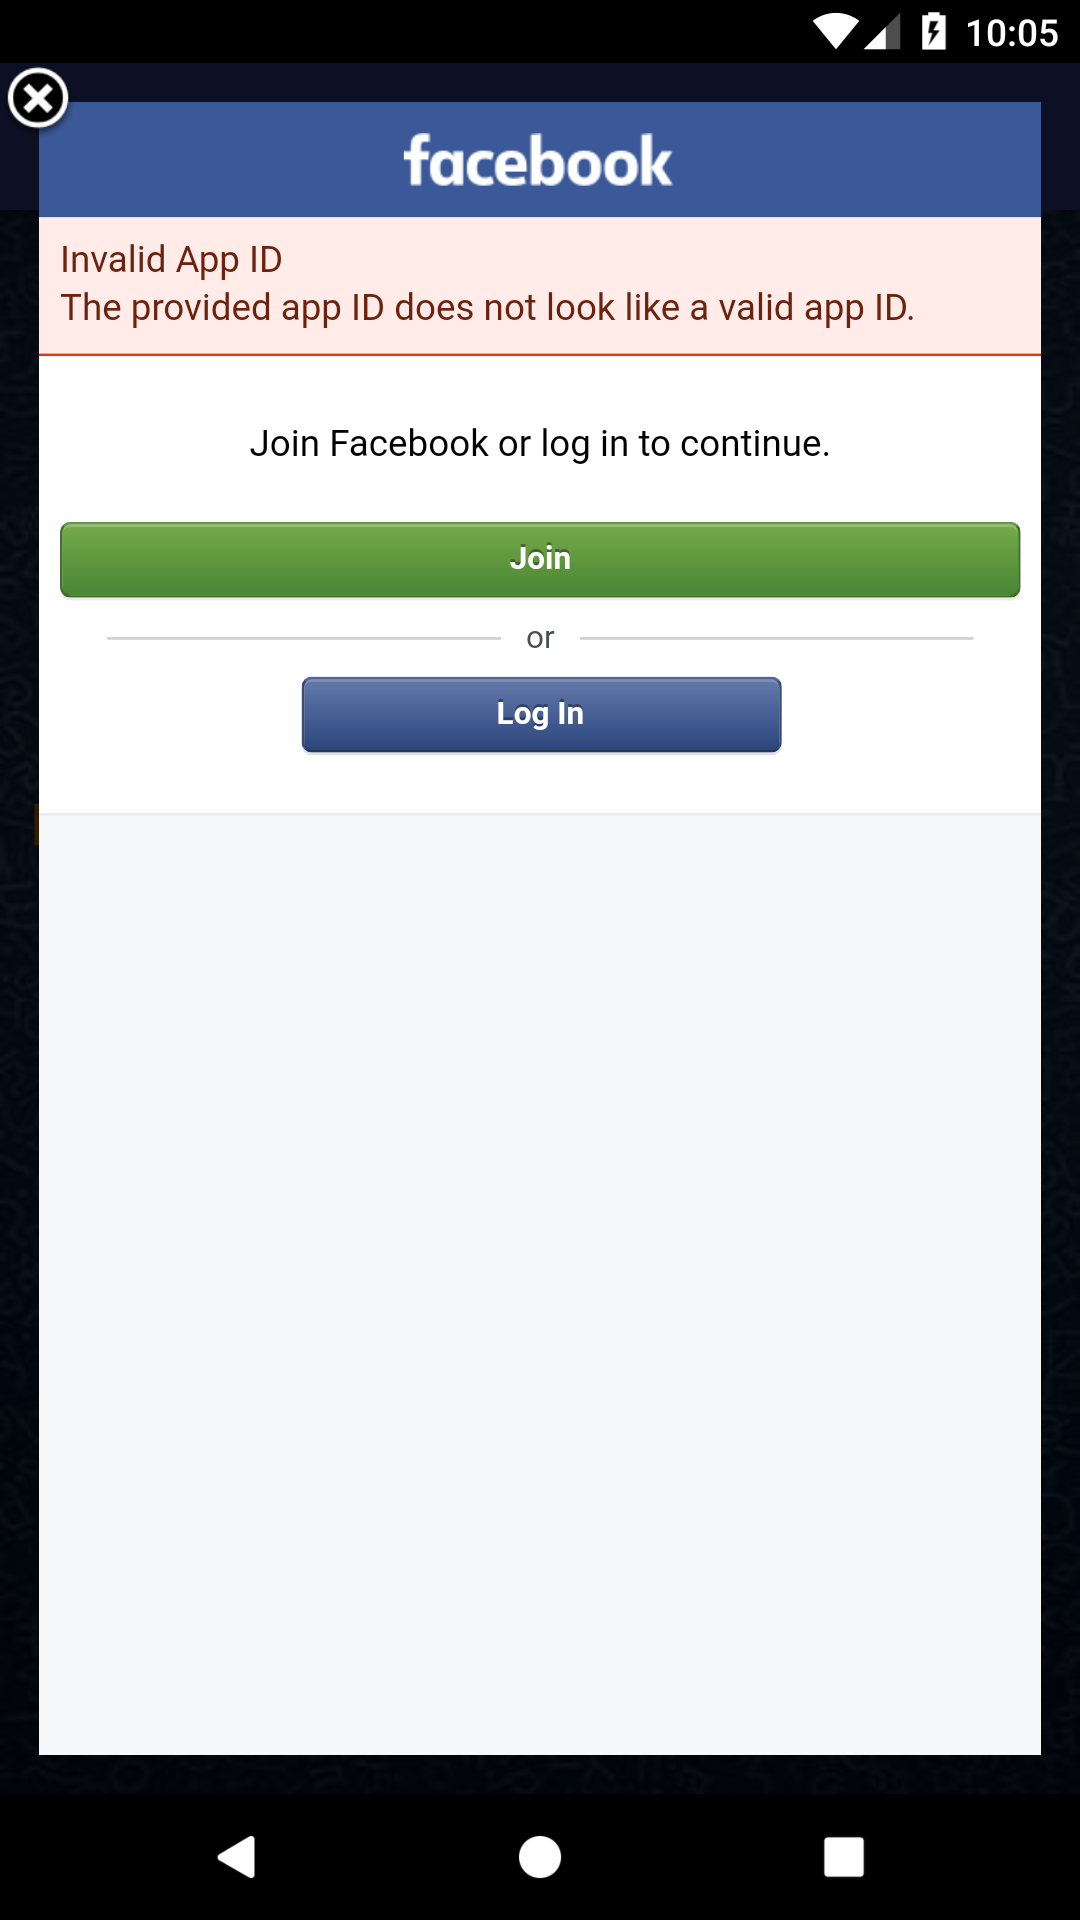 10:05
facebook
Invalid App ID
The provided app ID does not look like a valid app ID.
Join Facebook or log in to continue.
Join
or
Log In